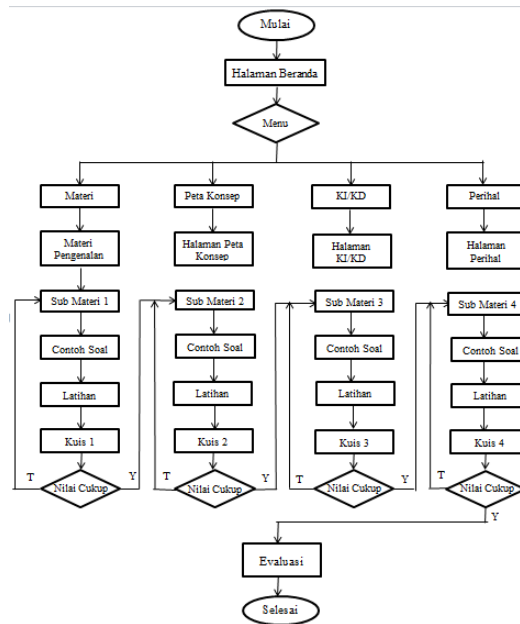 Mulai
Halaman Beranda
Menu
Materi
Peta Konsep
KI/KD
Perihal
Materi
Pengenalan
Halaman Peta
Konsep
Halaman
KI/KD
Halaman
Perihal
Sub Materi 1
Sub Materi 2
Sub Materi 3
Sub Materi 4
Contoh Soal
Contoh Soal
Contoh Soal
Contoh Soal
Latihan
Latihan
Latihan
Latihan
Kuis 1
Kuis 2
Kuis 3
Kuis 4
T
Y
T
Y
T
Y
T
Nilai Cukup
Nilai Cukup
Nilai Cukup
Nilai Cukup
Y
Evaluasi
Selesai